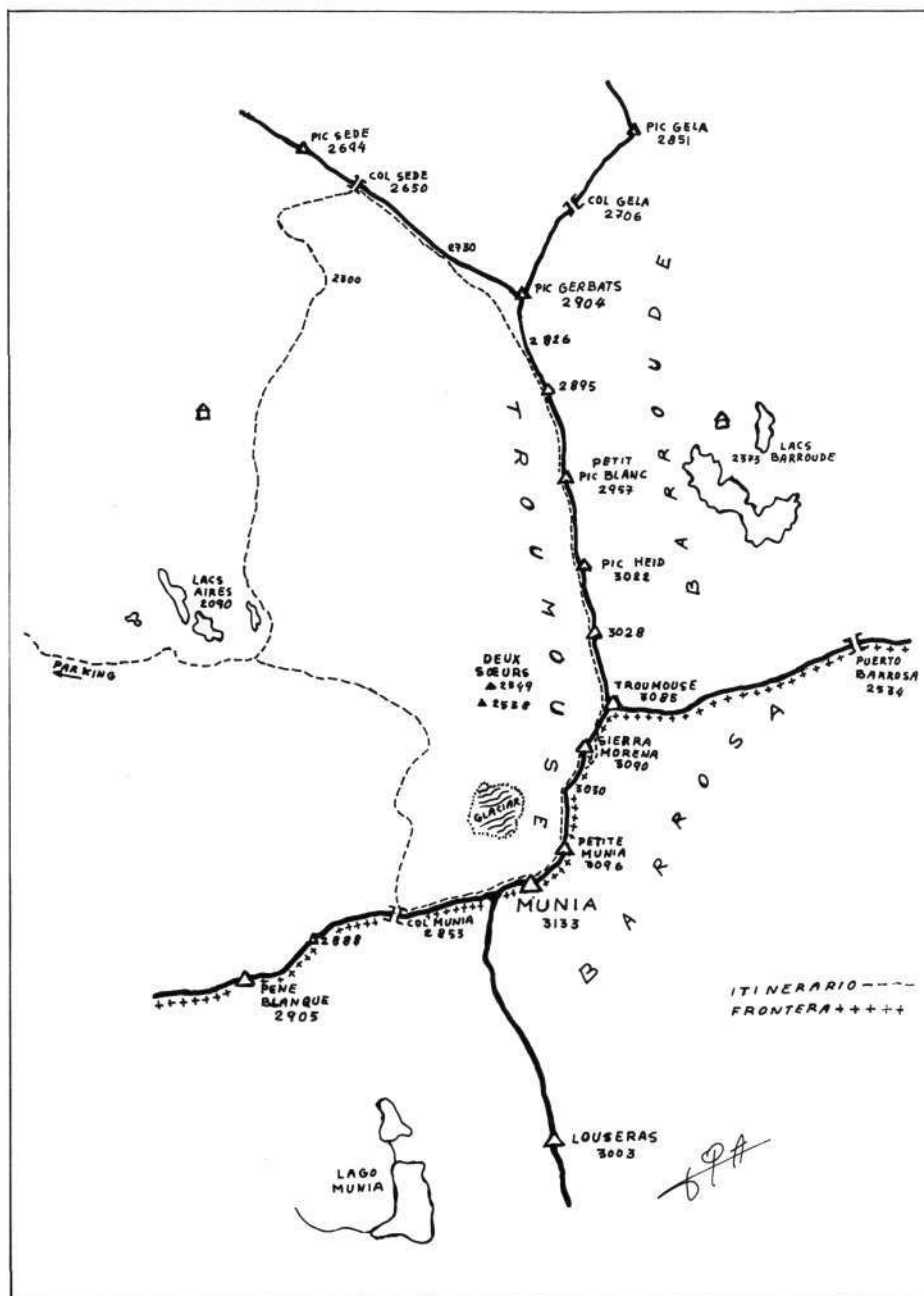 PIC SEDE
2694
COL SEDE
2650
PIC GELA
2851
COL GELA
2706
2730
2300
PIC GERBATS
2904
2826
2895
TROUMOUSE
BARROUDE
PETIT
PIC BLANC
2957
LACS
2373 BARROUDE
PIC HEID
3022
LACS
AIRES
2090
3028
PARKING
DEUX
SŒURS
2549
2538
TROUMOUSE
3085
PUERTO
BARROSA
2534
SIERRA
MORENA
3090
3030
BARROSA
GLACIAR
PETITE
MUNIA
3096
MUNIA
3133
COL MUNIA
2853
2888
PENE
BLANQUE
2905
ITINERARIO ----
FRONTERA +++++
LOUSERAS
3003
LAGO
MUNIA